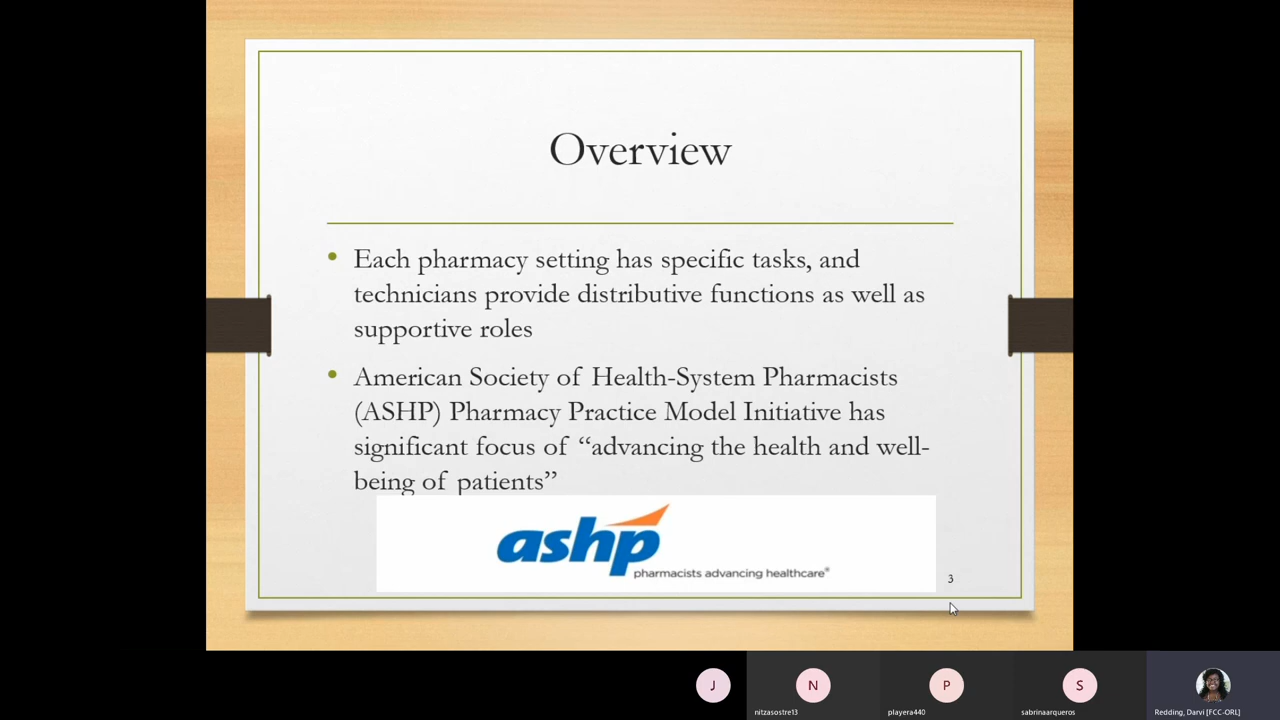 Overview
• Each pharmacy setting has specific tasks, and
technicians provide distributive functions as well as
supportive roles
• American Society of Health-System Pharmacists
(ASHP) Pharmacy Practice Model Initiative has
significant focus of “advancing the health and well-
being of patients”
ashp
pharmacists advancing healthcare®
3
J
N
P
S
nitzasostre13
playera440
sabrinaarqueros
Redding, Darvi [FCC-ORL]